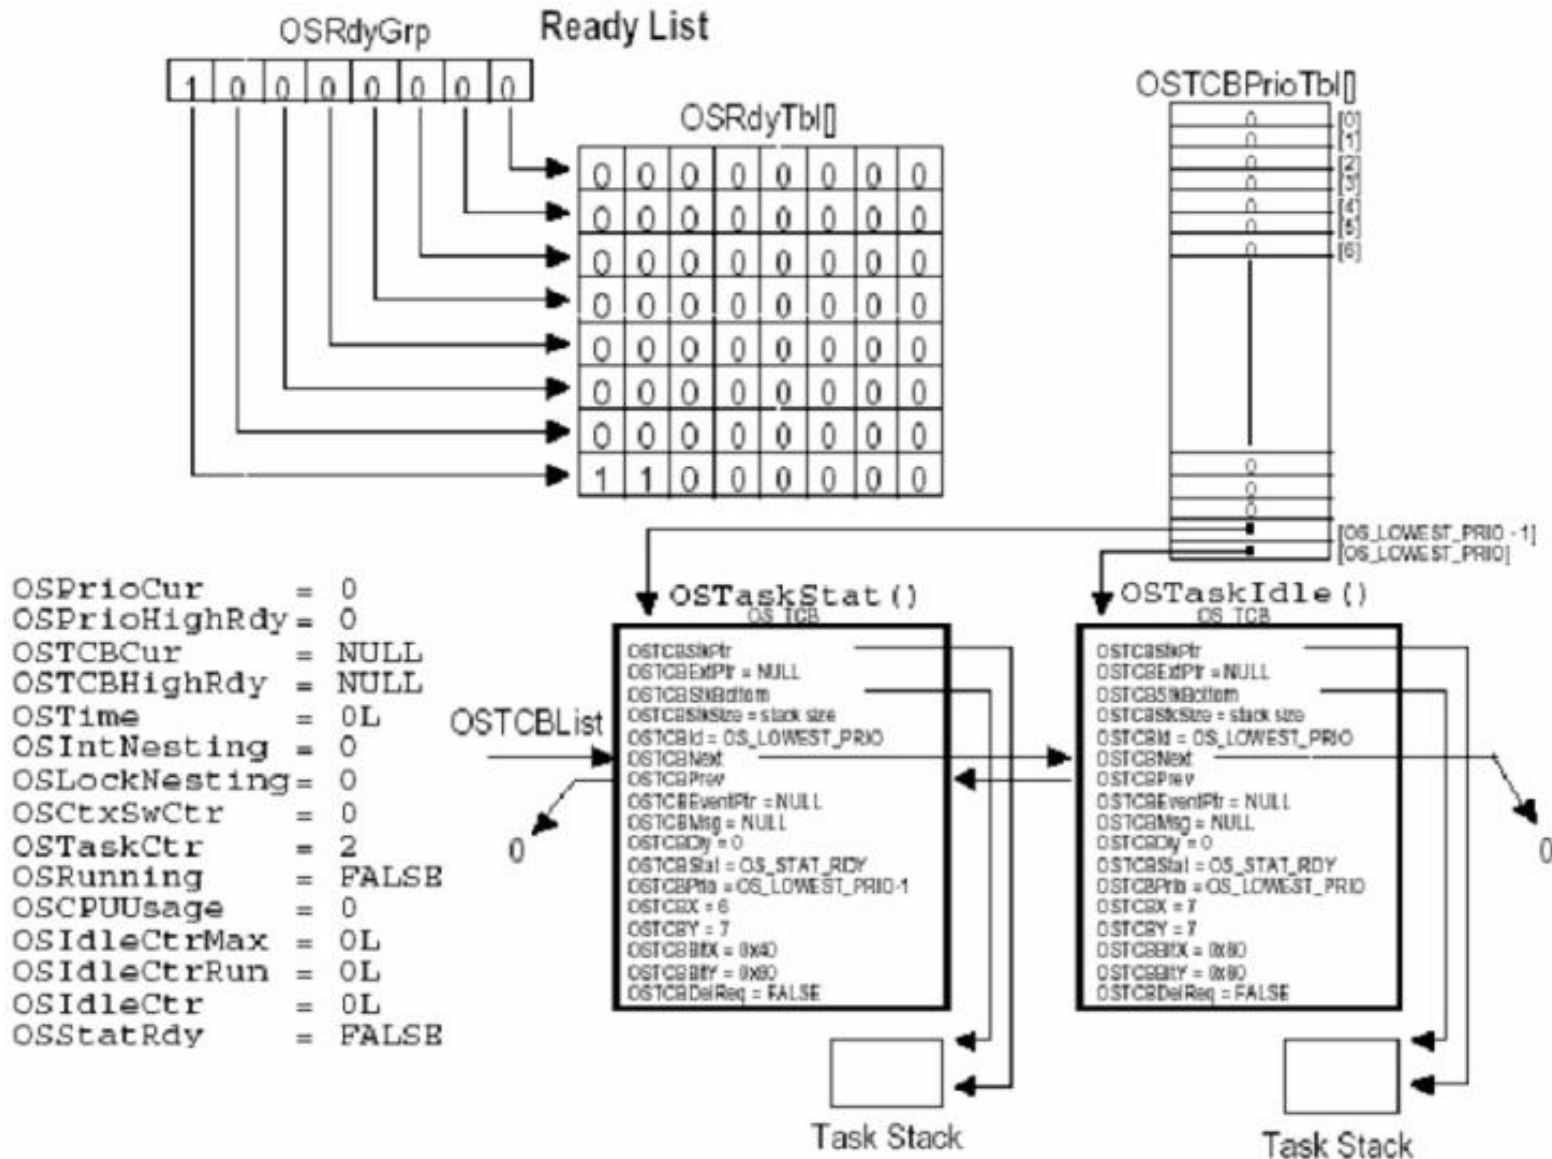 OSRdyGrp
Ready List
1 0 0 0 0 0 0 0
OSTCBPrioTbl[]
OSRdyTbl[]
0 [0]
0 [1]
0 [2]
0 [3]
0 [4]
0 [5]
0 [6]
0 0 0 0 0 0 0 0
0 0 0 0 0 0 0 0
0 0 0 0 0 0 0 0
0 0 0 0 0 0 0 0
0 0 0 0 0 0 0 0
0 0 0 0 0 0 0 0
0 0 0 0 0 0 0 0
1 1 0 0 0 0 0 0
0
0
0
[OS_LOWEST_PRIO - 1]
[OS_LOWEST_PRIO]
OSPrioCur = 0
OSPrioHighRdy = 0
OSTCBCur = NULL
OSTCBHighRdy = NULL
OSTime = 0L
OSIntNesting = 0
OSLockNesting = 0
OSCtxSwCtr = 0
OSTaskCtr = 2
OSRunning = FALSE
OSCPUUsage = 0
OSIdleCtrMax = 0L
OSIdleCtrRun = 0L
OSIdleCtr = 0L
OSStatRdy = FALSE
OSTCBList
0
OSTaskStat()
OS_TCB
OSTCBStkPtr
OSTCBExtPtr = NULL
OSTCBStkBottom
OSTCBStkSize = stack size
OSTCBId = OS_LOWEST_PRIO
OSTCBNext
OSTCBPrev
OSTCBEventPtr = NULL
OSTCBMsg = NULL
OSTCBDly = 0
OSTCBStat = OS_STAT_RDY
OSTCBPrio = OS_LOWEST_PRIO-1
OSTCBX = 6
OSTCBY = 7
OSTCBBitX = 0x40
OSTCBBitY = 0x80
OSTCBDelReq = FALSE
Task Stack
OSTaskIdle()
OS_TCB
OSTCBStkPtr
OSTCBExtPtr = NULL
OSTCBStkBottom
OSTCBStkSize = stack size
OSTCBId = OS_LOWEST_PRIO
OSTCBNext
OSTCBPrev
OSTCBEventPtr = NULL
OSTCBMsg = NULL
OSTCBDly = 0
OSTCBStat = OS_STAT_RDY
OSTCBPrio = OS_LOWEST_PRIO
OSTCBX = 7
OSTCBY = 7
OSTCBBitX = 0x80
OSTCBBitY = 0x80
OSTCBDelReq = FALSE
0
Task Stack